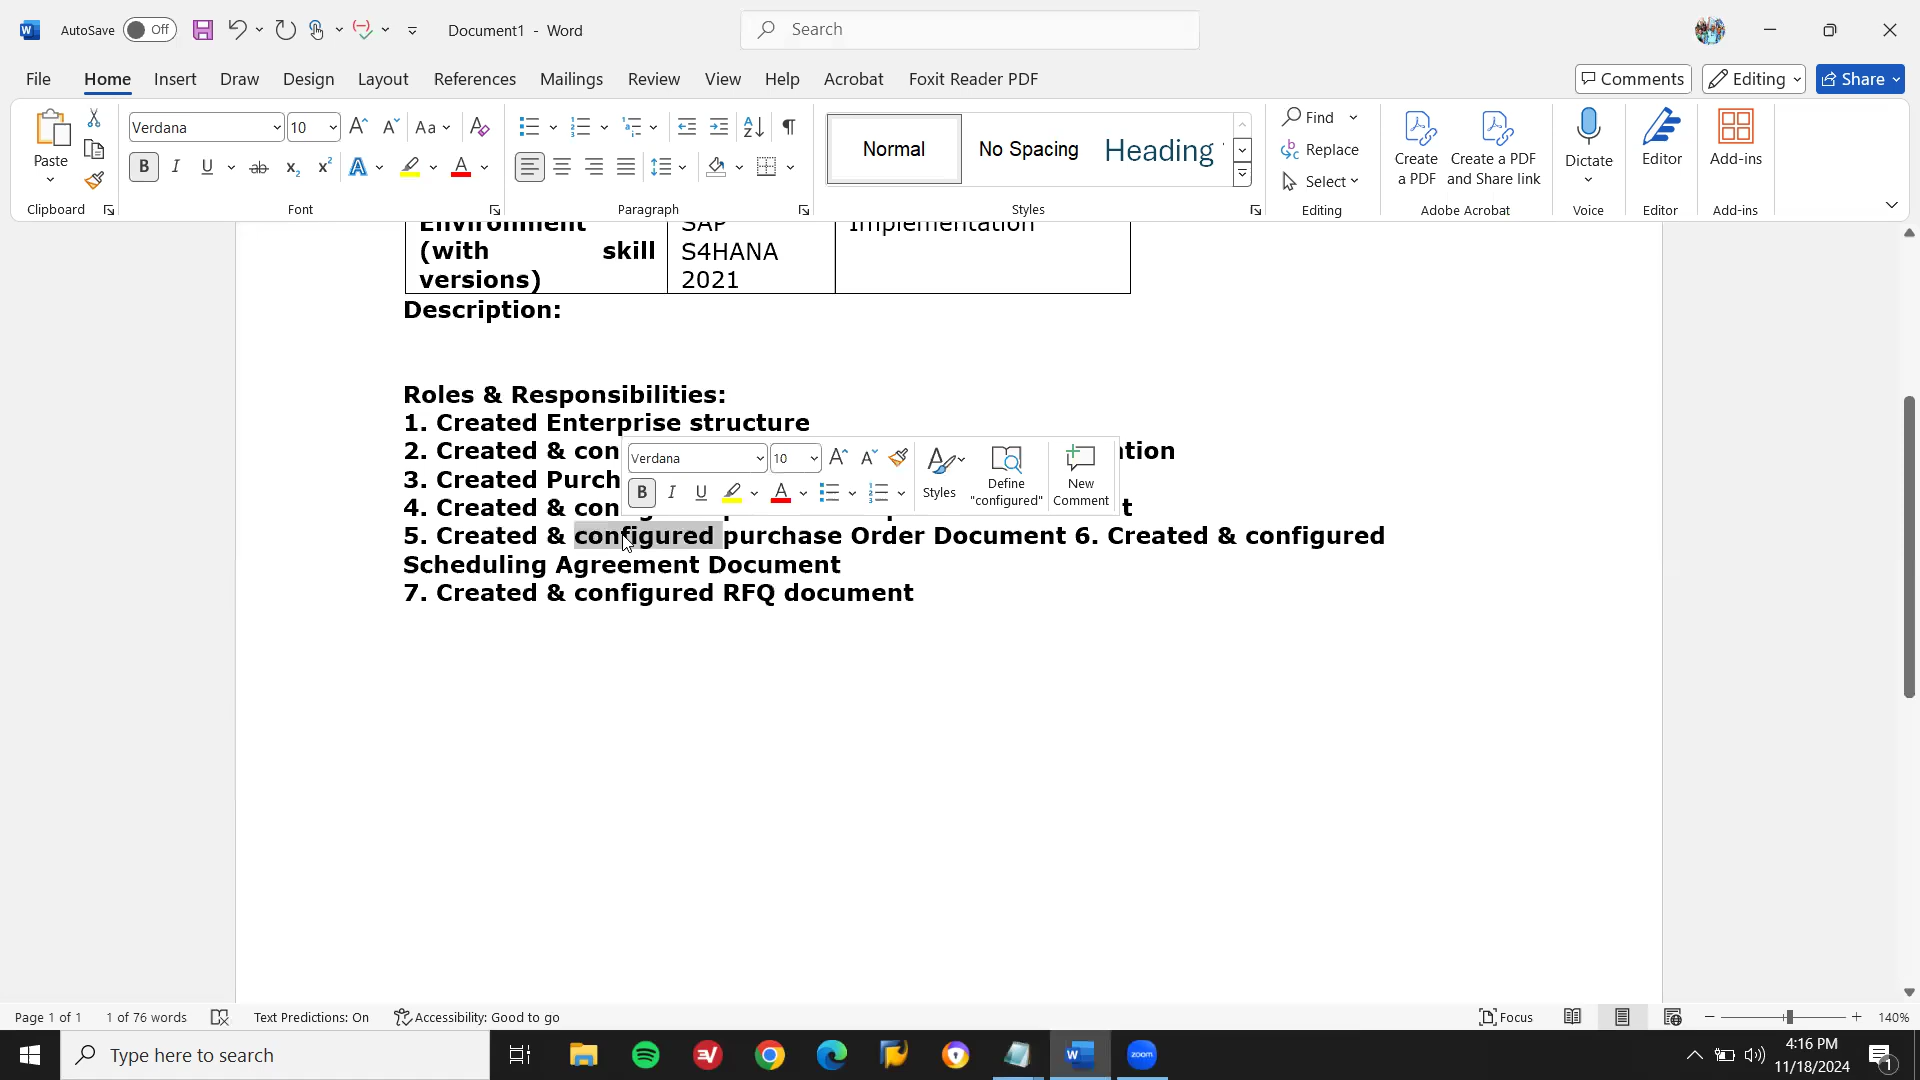 AutoSave Off Document1 - Word Search
File Home Insert Draw Design Layout References Mailings Review View Help Acrobat Foxit Reader PDF Comments Editing Share
Paste
Clipboard
Verdana 10
Font
Paragraph
Normal No Spacing Heading
Styles
Find
Replace
Select
Editing
Create a PDF
Create a PDF and Share link
Adobe Acrobat
Dictate
Voice
Editor
Editor
Add-ins
Add-ins
Environment SAP Implementation
(with skill S4HANA
versions) 2021
Description:
Roles & Responsibilities:
1. Created Enterprise structure
2. Created & con
3. Created Purch
4. Created & con
5. Created & configured purchase Order Document 6. Created & configured
Scheduling Agreement Document
7. Created & configured RFQ document
Verdana 10
Styles
Define "configured"
New Comment
Page 1 of 1 1 of 76 words Text Predictions: On Accessibility: Good to go Focus 140%
Type here to search zoom 4:16 PM
11/18/2024 1